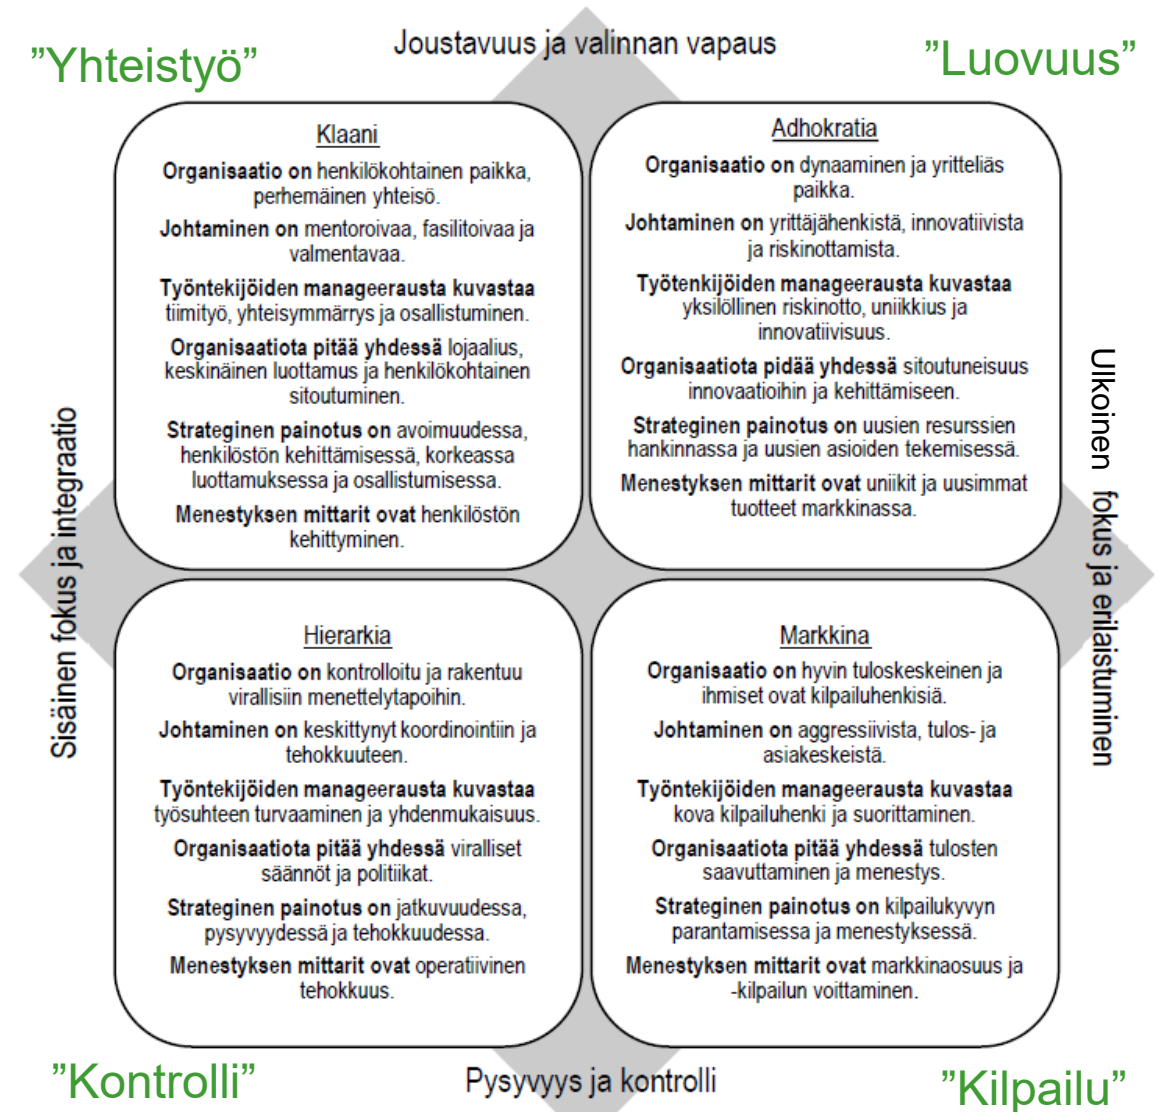 ”Yhteistyö”
Joustavuus ja valinnan vapaus
”Luovuus”
Klaani
Organisaatio on henkilökohtainen paikka,
perhemäinen yhteisö.
Johtaminen on mentoroivaa, fasilitoivaa ja
valmentavaa.
Työntekijöiden manageerausta kuvastaa
tiimityö, yhteisymmärrys ja osallistuminen.
Organisaatiota pitää yhdessä lojaalius,
keskinäinen luottamus ja henkilökohtainen
sitoutuminen.
Strateginen painotus on avoimuudessa,
henkilöstön kehittämisessä, korkeassa
luottamuksessa ja osallistumisessa.
Menestyksen mittarit ovat henkilöstön
kehittyminen.
Adhokratia
Organisaatio on dynaaminen ja yritteliäs
paikka.
Johtaminen on yrittäjähenkistä, innovatiivista
ja riskinottamista.
Työtenkijöiden manageerausta kuvastaa
yksilöllinen riskinotto, uniikkius ja
innovatiivisuus.
Organisaatiota pidää yhdessä sitoutuneisuus
innovaatioihin ja kehittämiseen.
Strateginen painotus on uusien resurssien
hankinnassa ja uusien asioiden tekemisessä.
Menestyksen mittarit ovat uniikit ja uusimmat
tuotteet markkinassa.
Sisäinen fokus ja integraatio
Ulkoinen fokus ja erilaistuminen
Hierarkia
Organisaatio on kontrolloitu ja rakentuu
virallisiin menettelytapoihin.
Johtaminen on keskittynyt koordinointiin ja
tehokkuuteen.
Työntekijöiden manageerausta kuvastaa
työsuhteen turvaaminen ja yhdenmukaisuus.
Organisaatiota pitää yhdessä viralliset
säännöt ja politiikat.
Strateginen painotus on jatkuvuudessa,
pysyvyydessä ja tehokkuudessa.
Menestyksen mittarit ovat operatiivinen
tehokkuus.
Markkina
Organisaatio on hyvin tuloskeskeinen ja
ihmiset ovat kilpailuhenkisiä.
Johtaminen on aggressiivista, tulos- ja
asiakeskeistä.
Työntekijöiden manageerausta kuvastaa
kova kilpailuhenki ja suorittaminen.
Organisaatiota pitää yhdessä tulosten
saavuttaminen ja menestys.
Strateginen painotus on kilpailukyvyn
parantamisessa ja menestyksessä.
Menestyksen mittarit ovat markkinaosuus ja
-kilpailun voittaminen.
”Kontrolli”
Pysyvyys ja kontrolli
”Kilpailu”